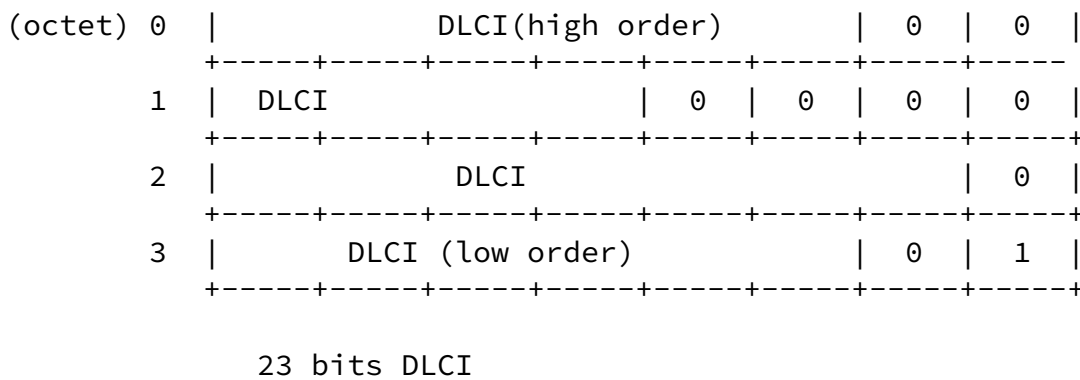 (octet) 0  |            DLCI(high order)       |  0  |  0  |
           +-----+-----+-----+-----+-----+-----+-----+-----
        1  |  DLCI                 |  0  |  0  |  0  |  0  |
           +-----+-----+-----+-----+-----+-----+-----+-----+
        2  |             DLCI                        |  0  |
           +-----+-----+-----+-----+-----+-----+-----+-----+
        3  |       DLCI (low order)            |  0  |  1  |
           +-----+-----+-----+-----+-----+-----+-----+-----+
              23 bits DLCI